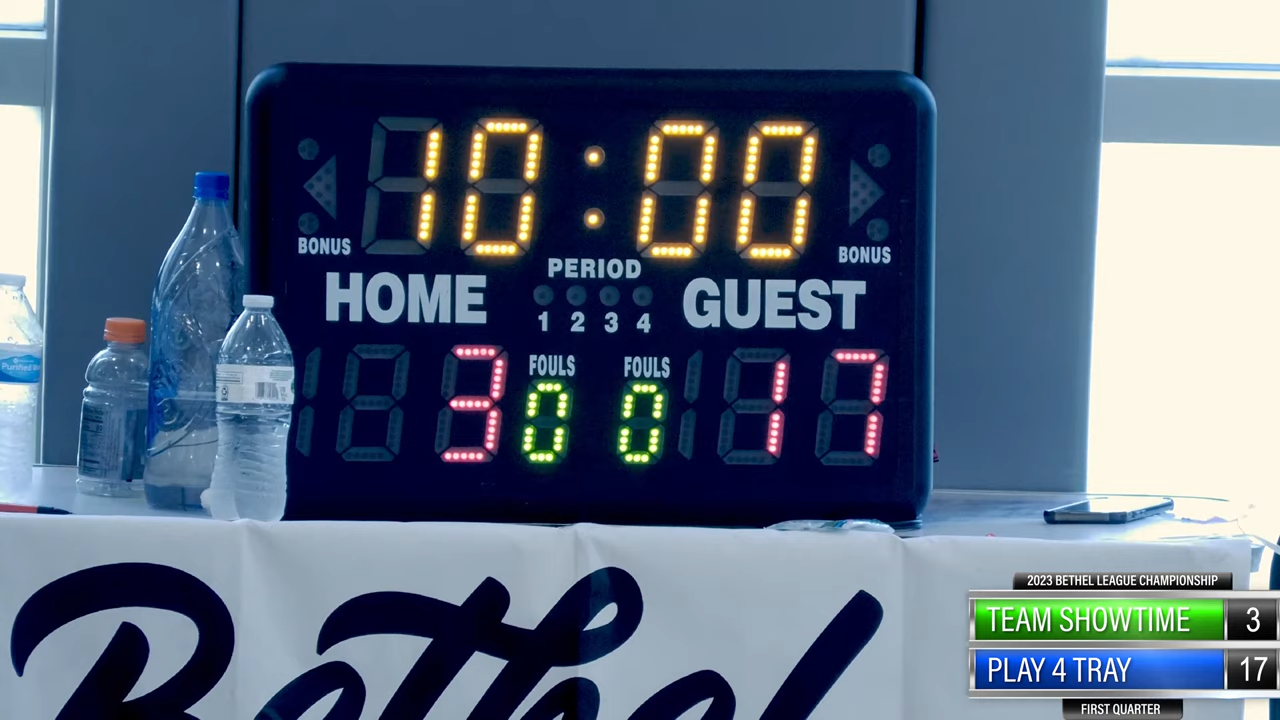 10:00
BONUS
BONUS
PERIOD
HOME
GUEST
1 2 3 4
FOULS
FOULS
3
0
0
17
Purified
Bethel
2023 BETHEL LEAGUE CHAMPIONSHIP
TEAM SHOWTIME 3
PLAY 4 TRAY 17
FIRST QUARTER